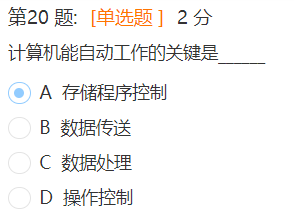 第20 题: [单选题 ] 2 分
计算机能自动工作的关键是______
A 存储程序控制
B 数据传送
C 数据处理
D 操作控制